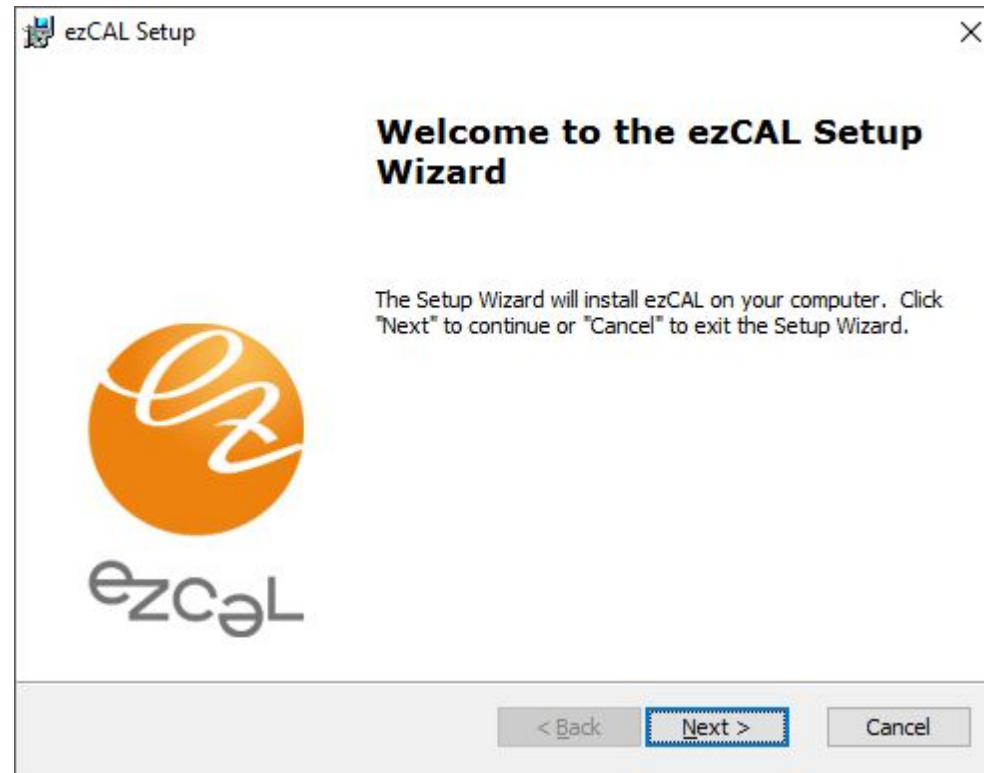 ezCAL Setup
Welcome to the ezCAL Setup
Wizard
The Setup Wizard will install ezCAL on your computer. Click
"Next" to continue or "Cancel" to exit the Setup Wizard.
ez
ezcaL
< Back
Next >
Cancel